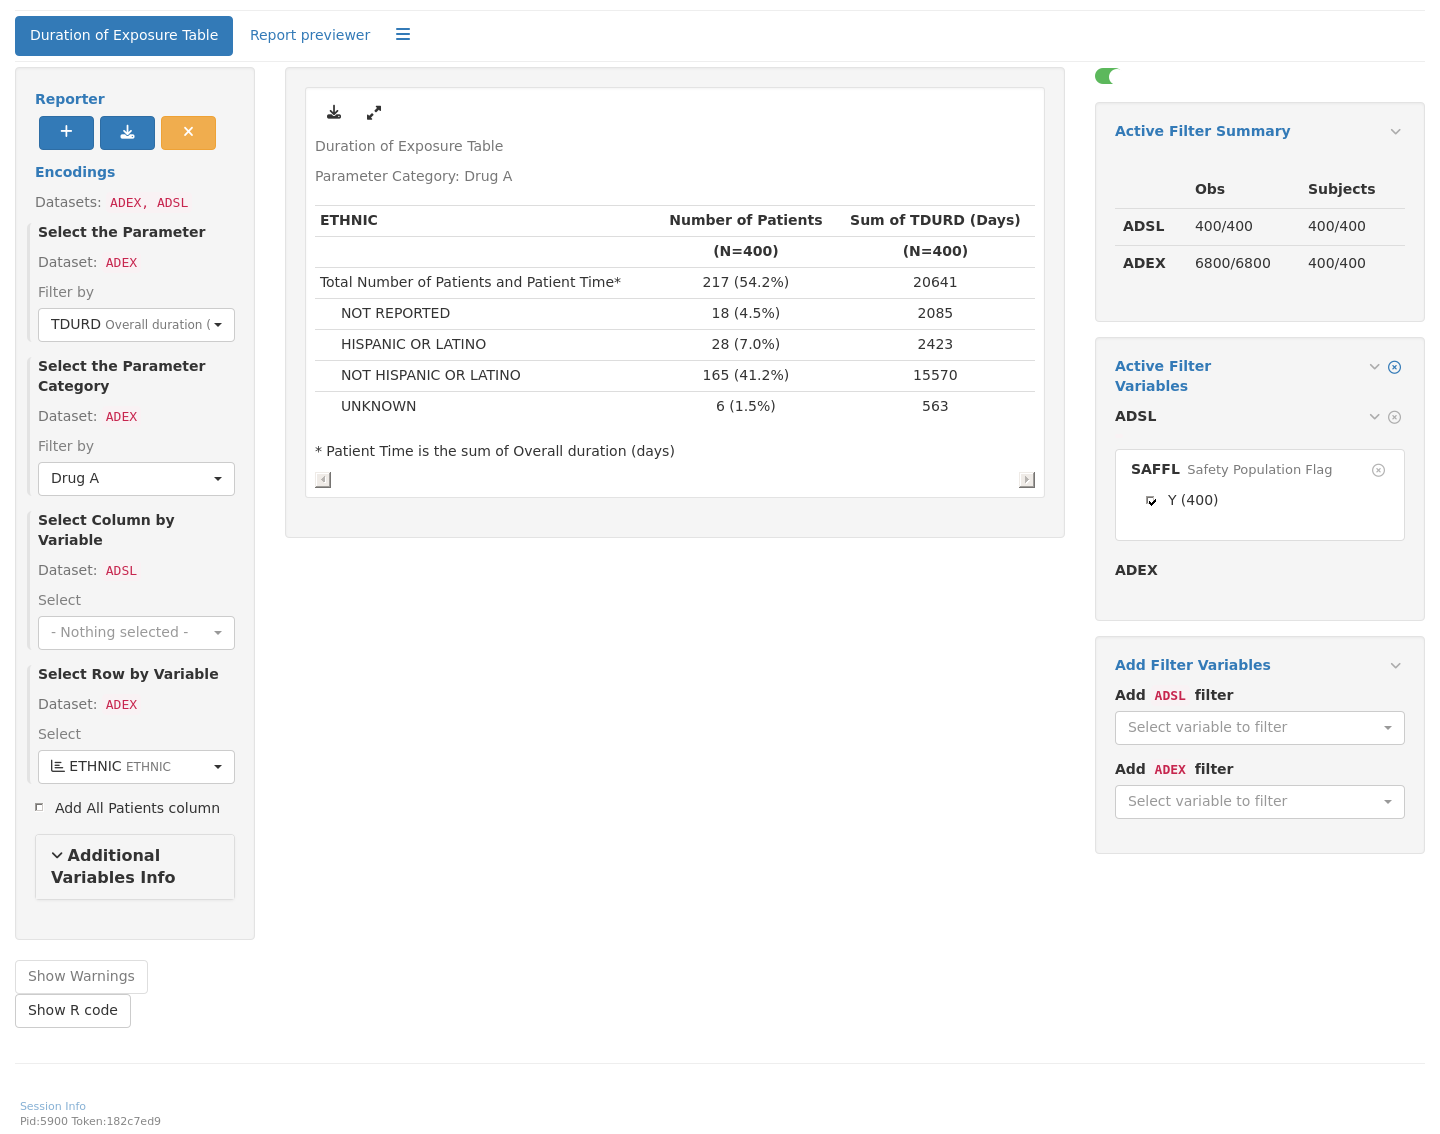 Duration of Exposure Table
Report previewer
Reporter
Encodings
Datasets: ADEX, ADSL
Select the Parameter
Dataset: ADEX
Filter by
TDURD Overall duration (
Select the Parameter
Category
Dataset: ADEX
Filter by
Drug A
Select Column by
Variable
Dataset: ADSL
Select
- Nothing selected -
Select Row by Variable
Dataset: ADEX
Select
ETHNIC ETHNIC
Add All Patients column
Additional
Variables Info
Show Warnings
Show R code
Duration of Exposure Table
Parameter Category: Drug A
ETHNIC Number of Patients Sum of TDURD (Days)
(N=400) (N=400)
Total Number of Patients and Patient Time* 217 (54.2%) 20641
NOT REPORTED 18 (4.5%) 2085
HISPANIC OR LATINO 28 (7.0%) 2423
NOT HISPANIC OR LATINO 165 (41.2%) 15570
UNKNOWN 6 (1.5%) 563
* Patient Time is the sum of Overall duration (days)
Active Filter Summary
Obs Subjects
ADSL 400/400 400/400
ADEX 6800/6800 400/400
Active Filter
Variables
ADSL
SAFFL Safety Population Flag
Y (400)
ADEX
Add Filter Variables
Add ADSL filter
Select variable to filter
Add ADEX filter
Select variable to filter
Session Info
Pid:5900 Token:182c7ed9